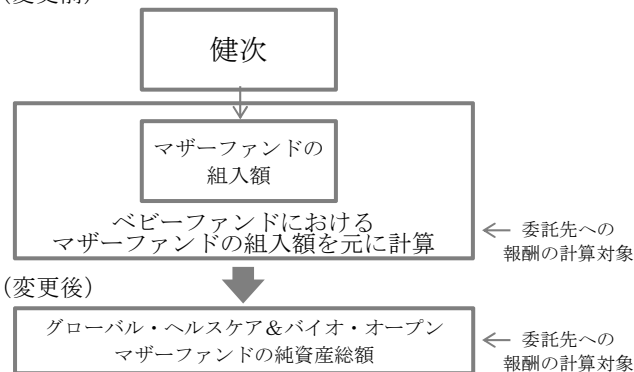 健次
マザーファンドの
組入額
ベビーファンドにおける
マザーファンドの組入額を元に計算
← 委託先への
報酬の計算対象
(変更後)
グローバル・ヘルスケア&バイオ・オープン
マザーファンドの純資産総額
← 委託先への
報酬の計算対象